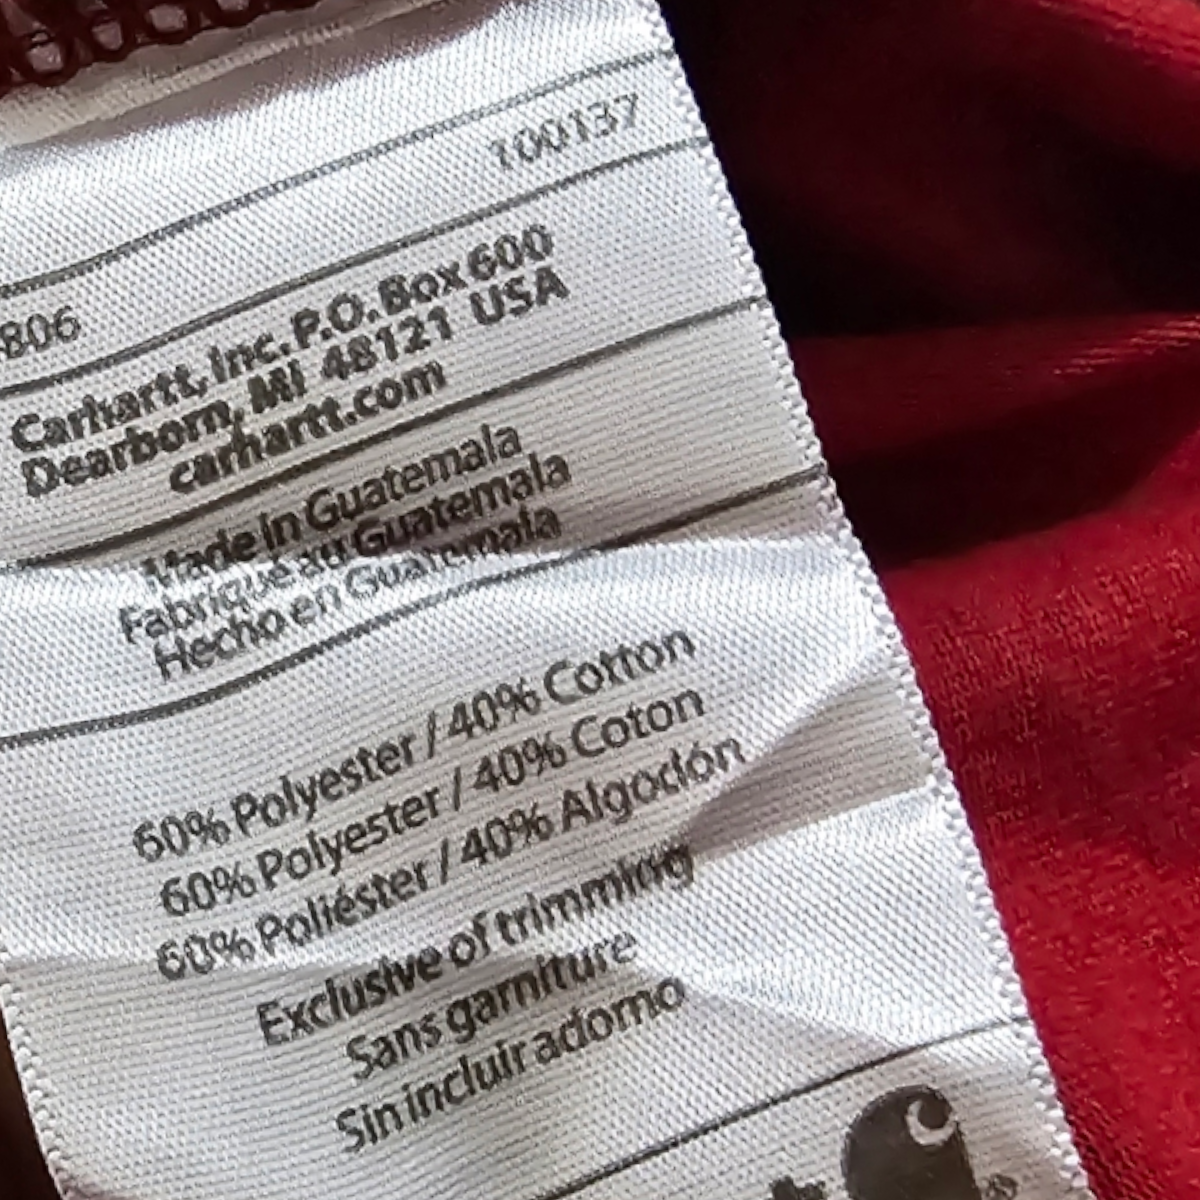 100137
806
Carhartt, Inc. P.O. Box 600
Dearborn, MI 48121 USA
carhartt.com
Made in Guatemala
Fabriqué au Guatemala
Hecho en Guatemala
60% Polyester / 40% Cotton
60% Polyester / 40% Coton
60% Poliéster / 40% Algodón
Exclusive of trimming
Sans garniture
Sin incluir adorno